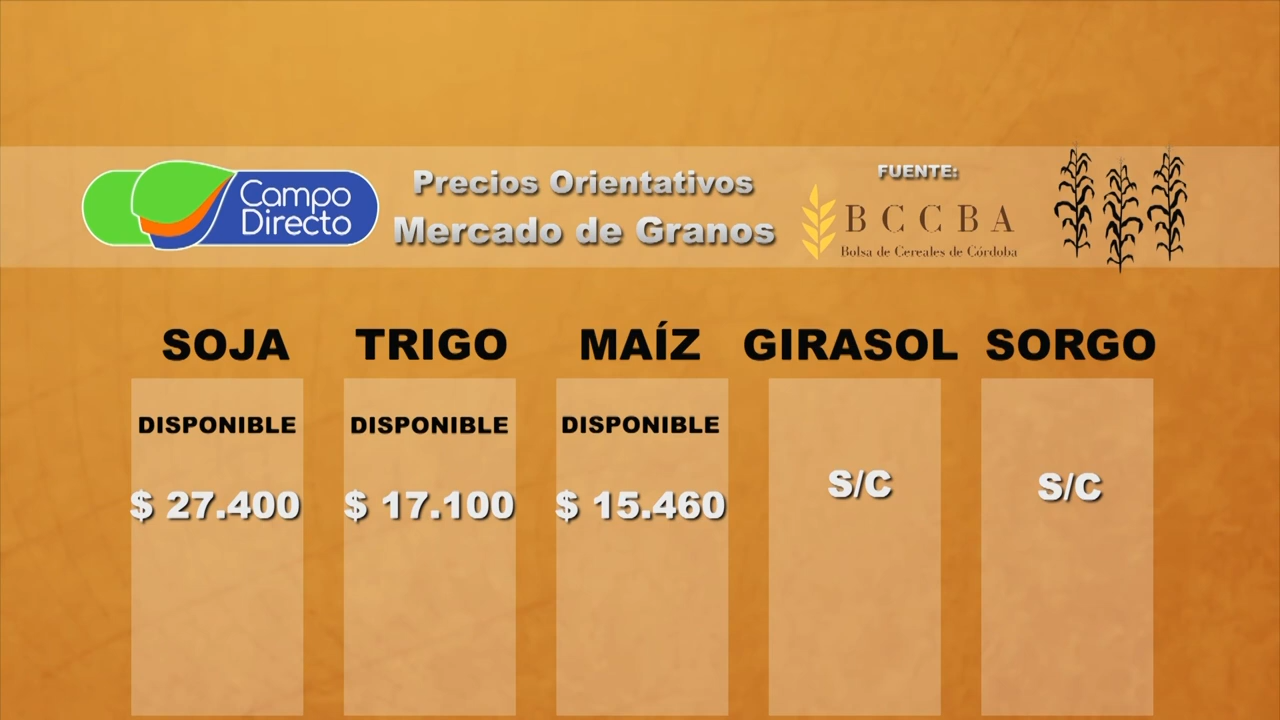 Campo
Directo
Precios Orientativos
Mercado de Granos
FUENTE:
BCCBA
Bolsa de Cereales de Córdoba
SOJA
DISPONIBLE
$ 27.400
TRIGO
DISPONIBLE
$ 17.100
MAÍZ
DISPONIBLE
$ 15.460
GIRASOL
S/C
SORGO
S/C